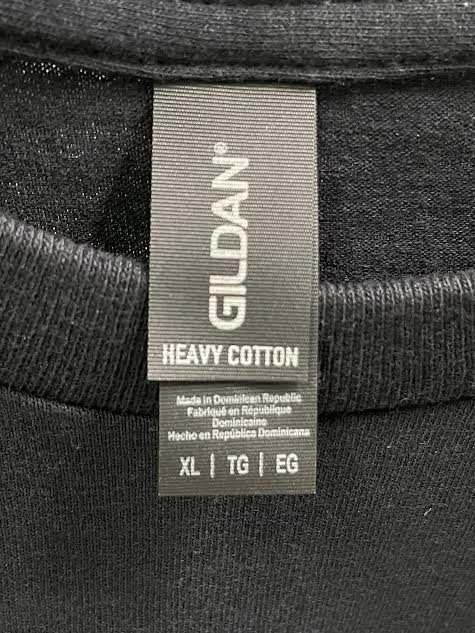 GILDAN®
HEAVY COTTON
Made in Dominican Republic
Fabriqué en République
Dominicaine
Hecho en República Dominicana
XL | TG | EG